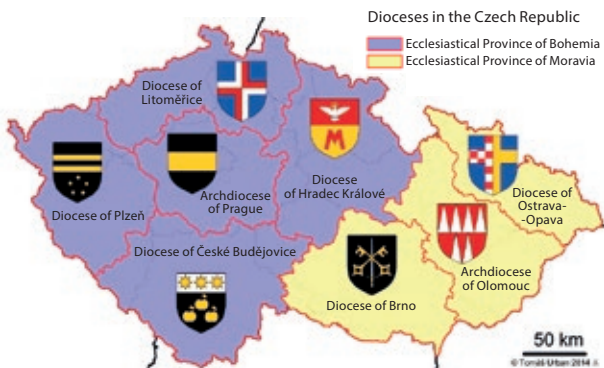 Dioceses in the Czech Republic
Ecclesiastical Province of Bohemia
Ecclesiastical Province of Moravia
Diocese of
Litoměřice
Diocese of Plzeň
Archdiocese
of Prague
Diocese
of Hradec Králové
Diocese of České Budějovice
Diocese of Brno
Diocese of
Ostrava-
-Opava
Archdiocese
of Olomouc
M
50 km
© Tomáš Urban 2014